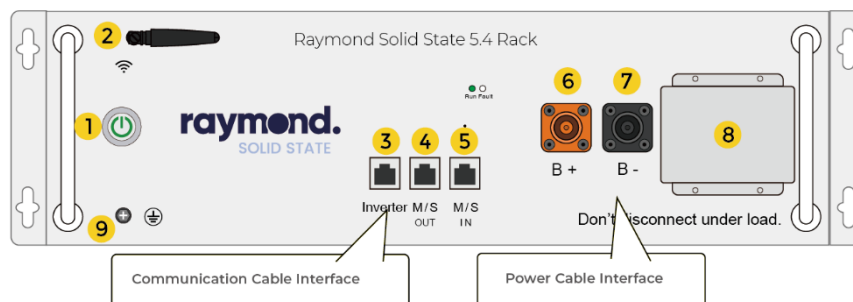 2
Raymond Solid State 5.4 Rack
6
7
Run Fault
1
raymond.
SOLID STATE
3
4
5
8
B +
B -
Inverter
M/S
OUT
M/S
IN
9
Don't disconnect under load.
Communication Cable Interface
Power Cable Interface